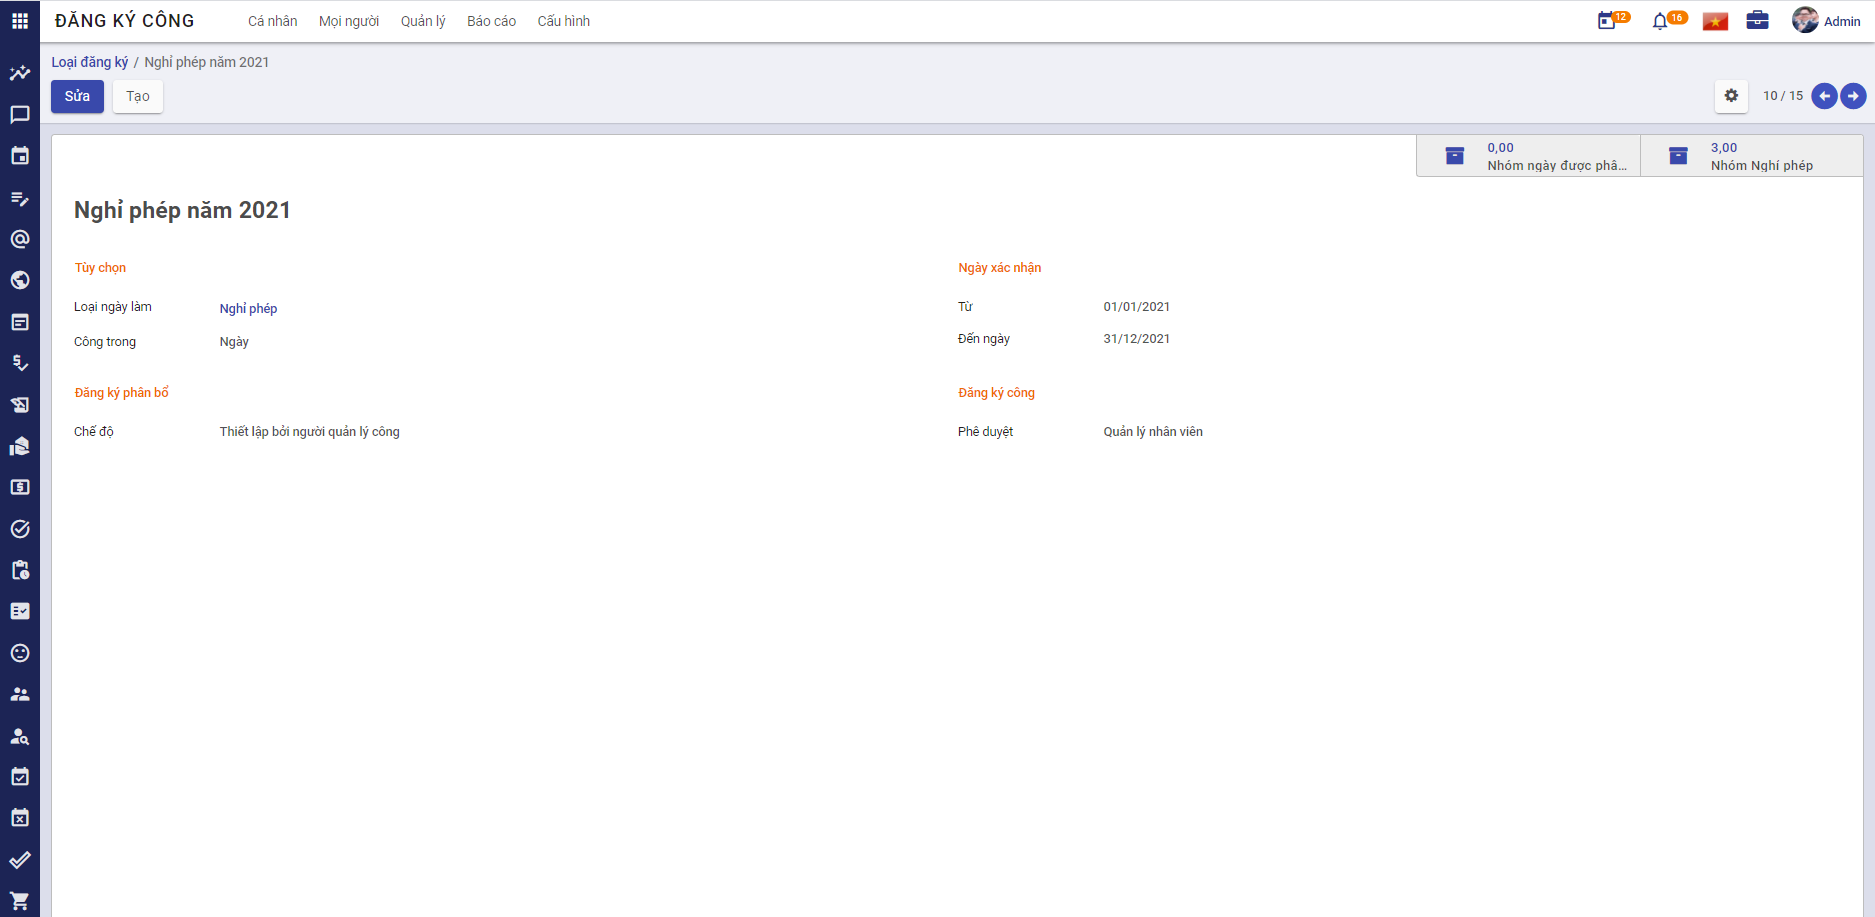 ĐĂNG KÝ CÔNG
Cá nhân
Mọi người
Quản lý
Báo cáo
Cấu hình
12
16
Admin
Loại đăng ký / Nghỉ phép năm 2021
Sửa
Tạo
10 / 15
0,00
Nhóm ngày được phâ...
3,00
Nhóm Nghỉ phép
Nghỉ phép năm 2021
Tùy chọn
Loại ngày làm
Nghỉ phép
Công trong
Ngày
Ngày xác nhận
Từ
01/01/2021
Đến ngày
31/12/2021
Đăng ký phân bổ
Chế độ
Thiết lập bởi người quản lý công
Đăng ký công
Phê duyệt
Quản lý nhân viên